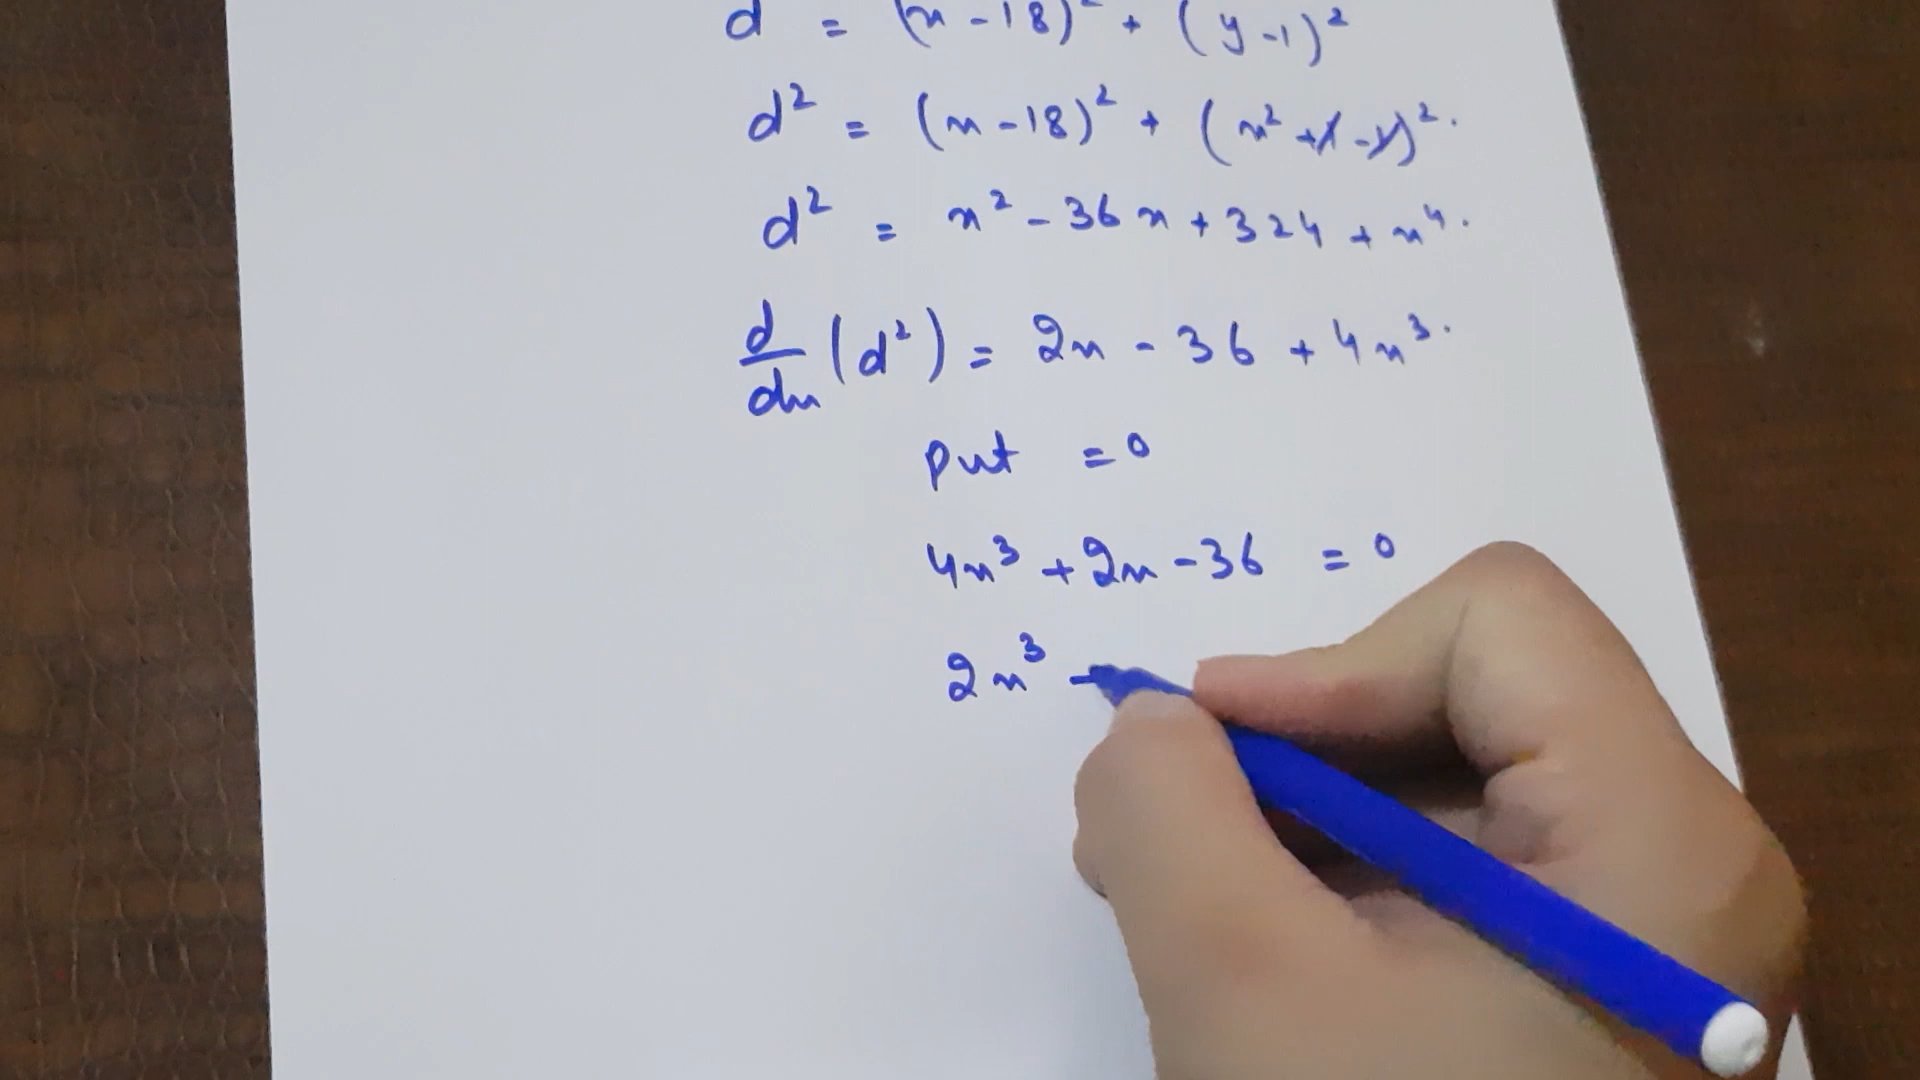 d = (x - 18)² + (y - 1)²
d² = (x - 18)² + (x² + 1 - 1)².
d² = x² - 36x + 324 + x⁴.
d/dx (d²) = 2x - 36 + 4x³.
put = 0
4x³ + 2x - 36 = 0
2x³ -